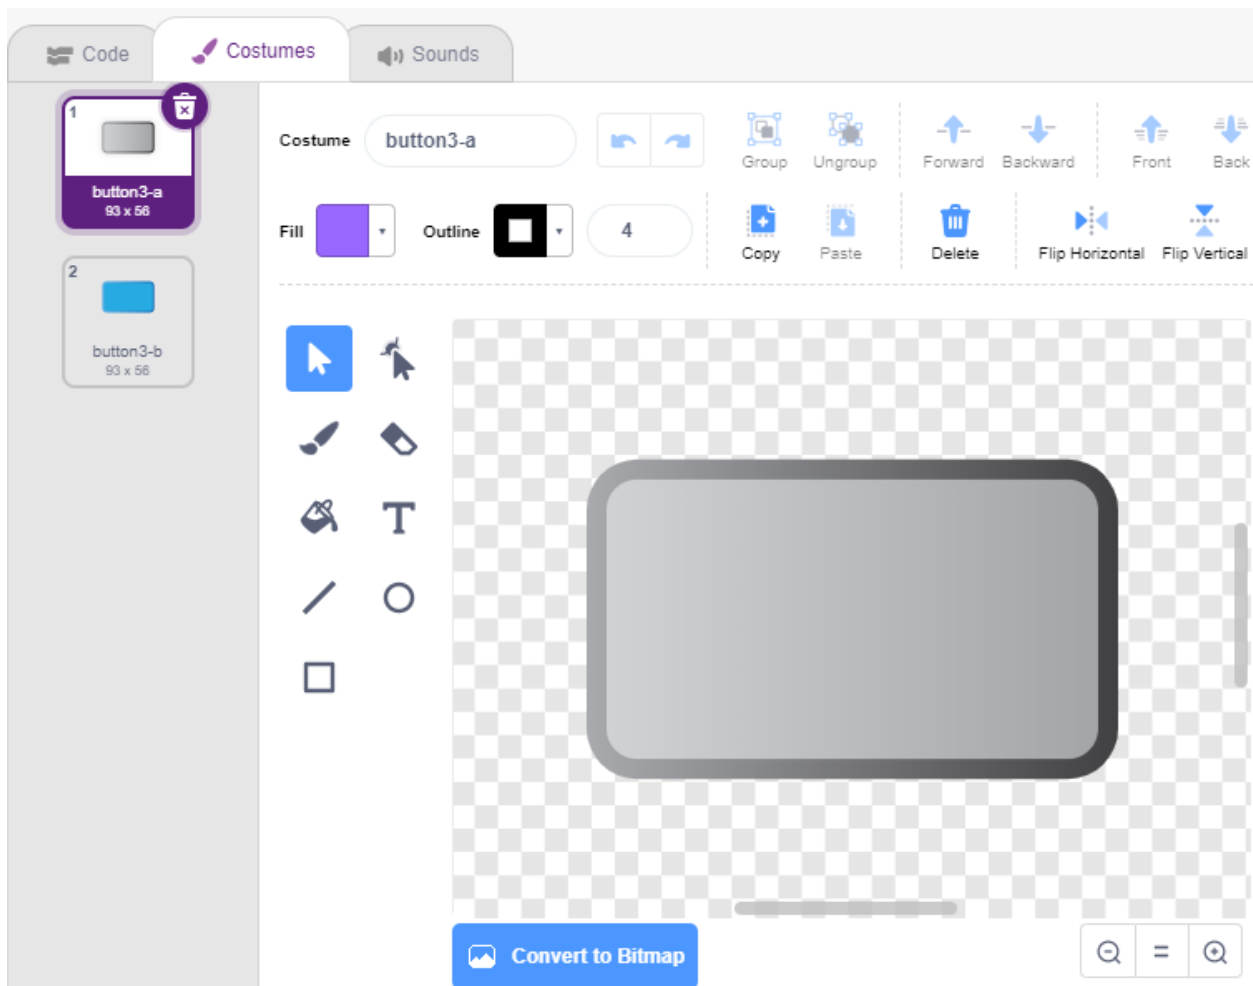 Code
Costumes
Sounds
1
button3-a
93 x 56
2
button3-b
93 x 56
Costume
button3-a
Group
Ungroup
Forward
Backward
Front
Back
Fill
Outline
4
Copy
Paste
Delete
Flip Horizontal
Flip Vertical
T
Convert to Bitmap